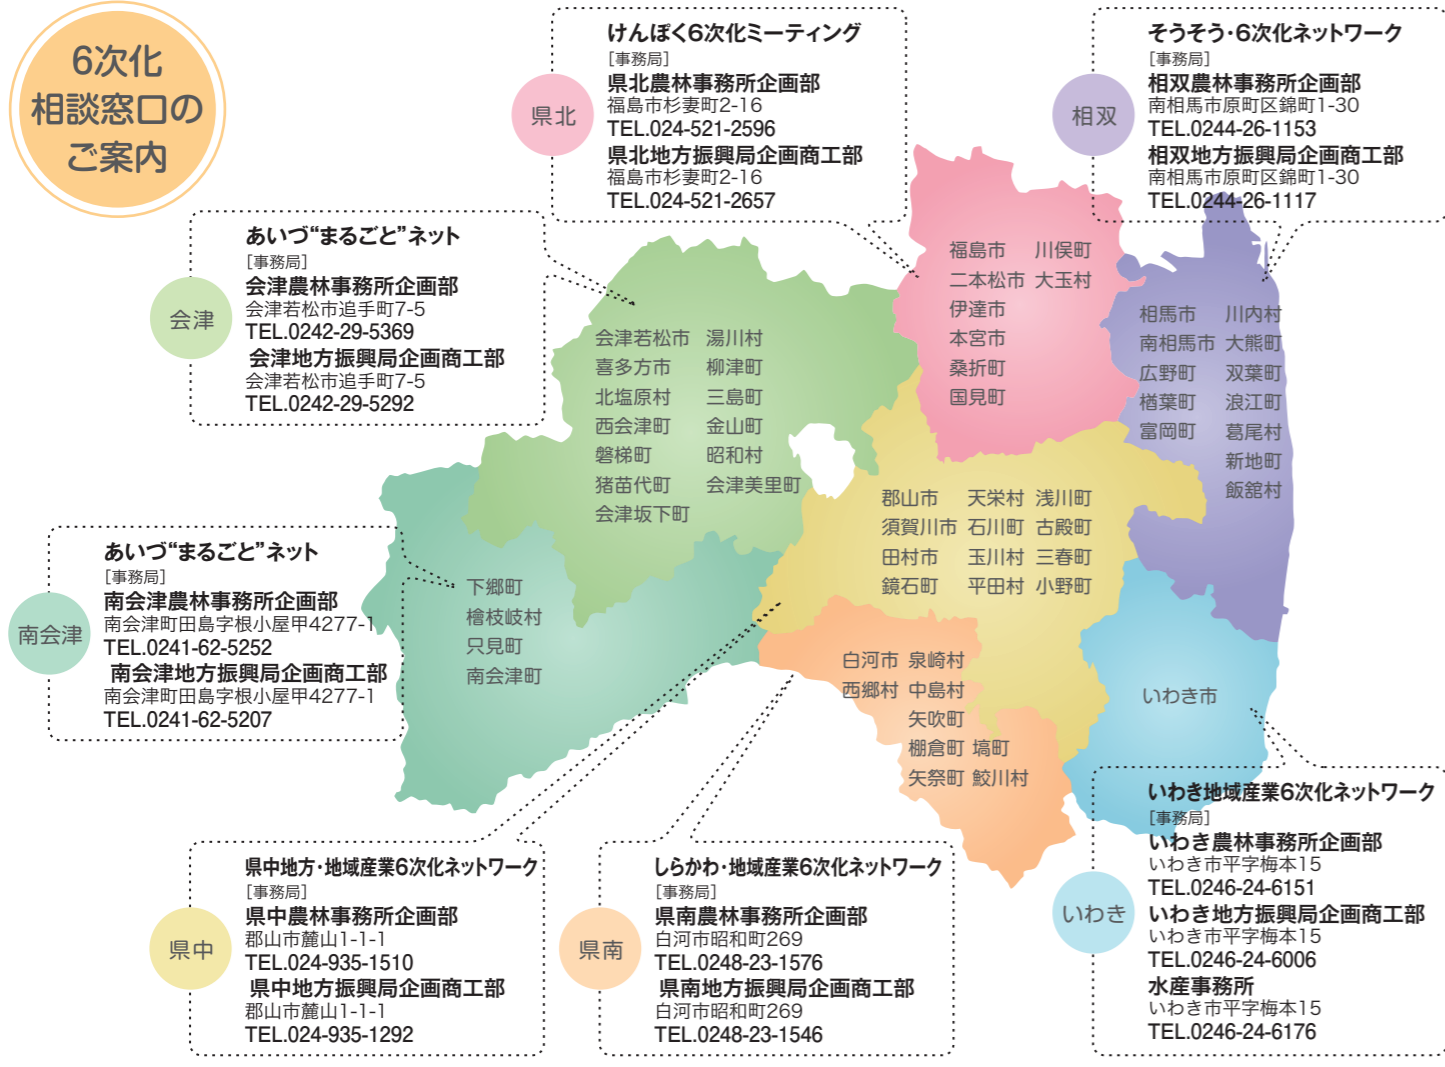 6次化
相談窓口の
ご案内
県北
けんぽく6次化ミーティング
[事務局]
県北農林事務所企画部
福島市杉妻町2-16
TEL.024-521-2596
県北地方振興局企画商工部
福島市杉妻町2-16
TEL.024-521-2657
相双
そうそう・6次化ネットワーク
[事務局]
相双農林事務所企画部
南相馬市原町区錦町1-30
TEL.0244-26-1153
相双地方振興局企画商工部
南相馬市原町区錦町1-30
TEL.0244-26-1117
会津
あいづ“まるごと”ネット
[事務局]
会津農林事務所企画部
会津若松市追手町7-5
TEL.0242-29-5369
会津地方振興局企画商工部
会津若松市追手町7-5
TEL.0242-29-5292
福島市 川俣町
二本松市 大玉村
伊達市
本宮市
桑折町
国見町
相馬市 川内村
南相馬市 大熊町
広野町 双葉町
楢葉町 浪江町
富岡町 葛尾村
新地町
飯舘村
会津若松市 湯川村
喜多方市 柳津町
北塩原村 三島町
西会津町 金山町
磐梯町 昭和村
猪苗代町 会津美里町
会津坂下町
郡山市 天栄村 浅川町
須賀川市 石川町 古殿町
田村市 玉川村 三春町
鏡石町 平田村 小野町
南会津
あいづ“まるごと”ネット
[事務局]
南会津農林事務所企画部
南会津町田島字根小屋甲4277-1
TEL.0241-62-5252
南会津地方振興局企画商工部
南会津町田島字根小屋甲4277-1
TEL.0241-62-5207
下郷町
檜枝岐村
只見町
南会津町
白河市 泉崎村
西郷村 中島村
矢吹町
棚倉町 塙町
矢祭町 鮫川村
いわき市
県中
県中地方・地域産業6次化ネットワーク
[事務局]
県中農林事務所企画部
郡山市麓山1-1-1
TEL.024-935-1510
県中地方振興局企画商工部
郡山市麓山1-1-1
TEL.024-935-1292
県南
しらかわ・地域産業6次化ネットワーク
[事務局]
県南農林事務所企画部
白河市昭和町269
TEL.0248-23-1576
県南地方振興局企画商工部
白河市昭和町269
TEL.0248-23-1546
いわき
いわき地域産業6次化ネットワーク
[事務局]
いわき農林事務所企画部
いわき市平字梅本15
TEL.0246-24-6151
いわき地方振興局企画商工部
いわき市平字梅本15
TEL.0246-24-6006
水産事務所
いわき市平字梅本15
TEL.0246-24-6176